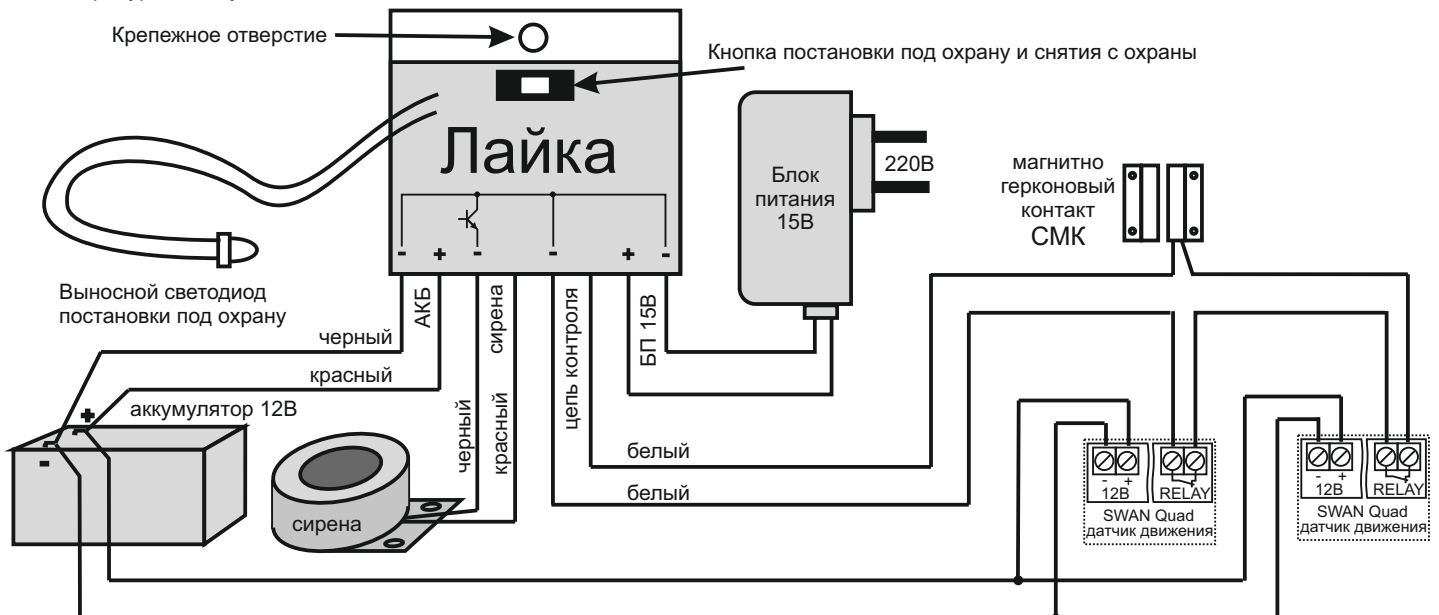 Крепежное отверстие
Кнопка постановки под охрану и снятия с охраны
Лайка
- + - - + -
Блок
питания
15В
220В
магнитно
герконовый
контакт
СМК
Выносной светодиод
постановки под охрану
черный
АКБ
красный
сирена
черный
красный
цепь контроля
БП 15В
аккумулятор 12В
+
-
сирена
белый
белый
- +
12В
RELAY
SWAN Quad
датчик движения
- +
12В
RELAY
SWAN Quad
датчик движения